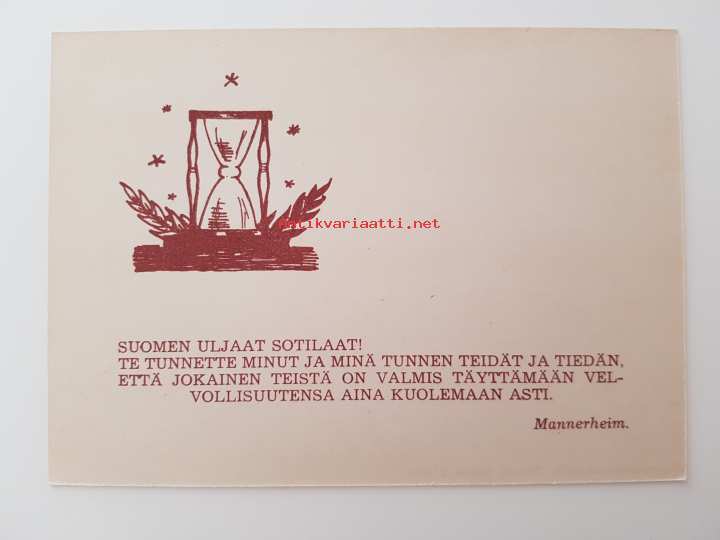 antikvariaatti.net
SUOMEN ULJAAT SOTILAAT!
TE TUNNETTE MINUT JA MINÄ TUNNEN TEIDÄT JA TIEDÄN,
ETTÄ JOKAINEN TEISTÄ ON VALMIS TÄYTTÄMÄÄN VEL-
VOLLISUUTENSA AINA KUOLEMAAN ASTI.
Mannerheim.